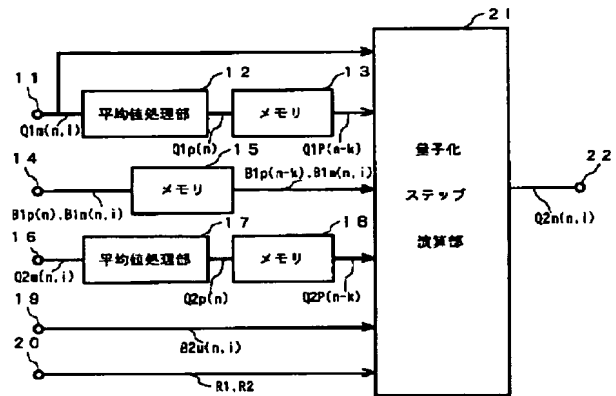 21
11
12
13
平均値処理部
メモリ
Q1m(n,i)
Q1p(n)
Q1P(n-k)
14
15
メモリ
B1p(n-k).B1m(n,i)
B1p(n).B1m(n,i)
16
17
18
平均値処理部
メモリ
Q2m(n,i)
Q2p(n)
Q2P(n-k)
19
B2m(n,i)
20
R1,R2
量子化
ステップ
演算部
22
Q2n(n,i)